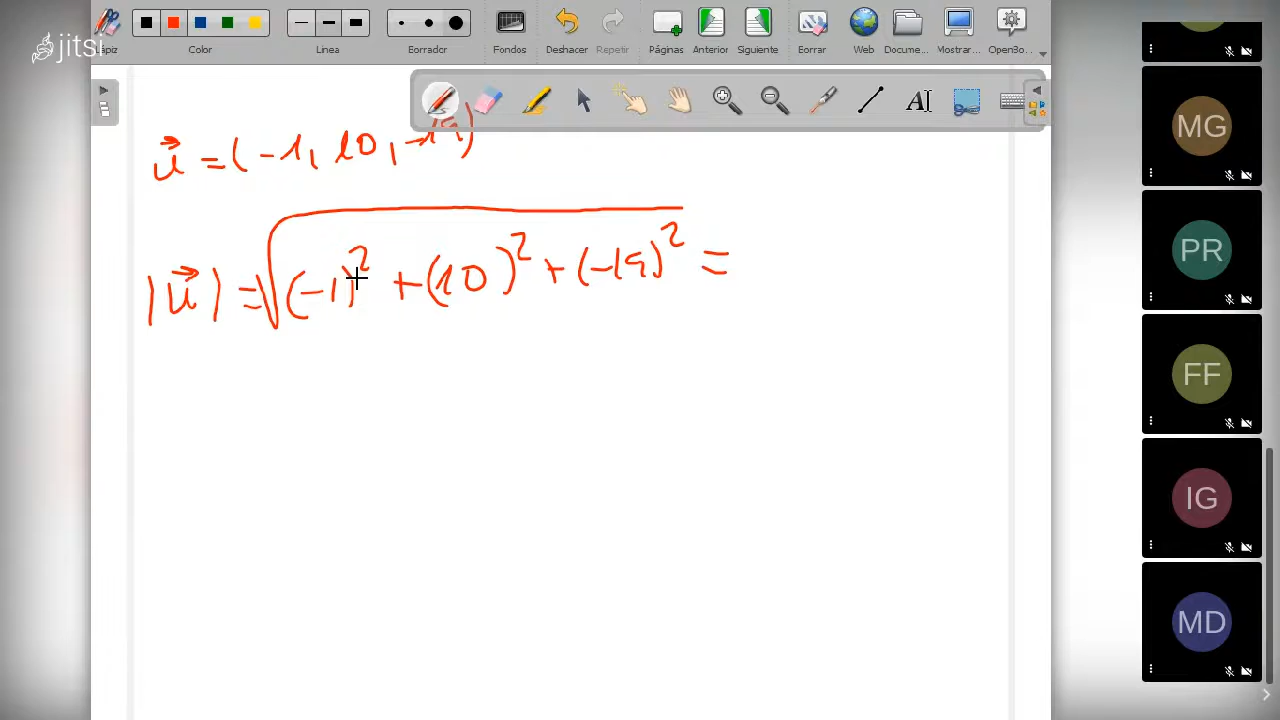 jitsi
Lápiz Color Línea Borrador Fondos Deshacer Repetir Páginas Anterior Siguiente Borrar Web Docume... Mostrar... OpenBo...
u⃗ = (-1, 10, -19)
|u⃗| = √((-1)² + (10)² + (-19)²) =
MG
PR
FF
IG
MD